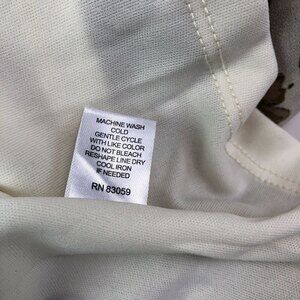 MACHINE WASH
COLD
GENTLE CYCLE
WITH LIKE COLOR
DO NOT BLEACH
RESHAPE LINE DRY
COOL IRON
IF NEEDED
RN 83059